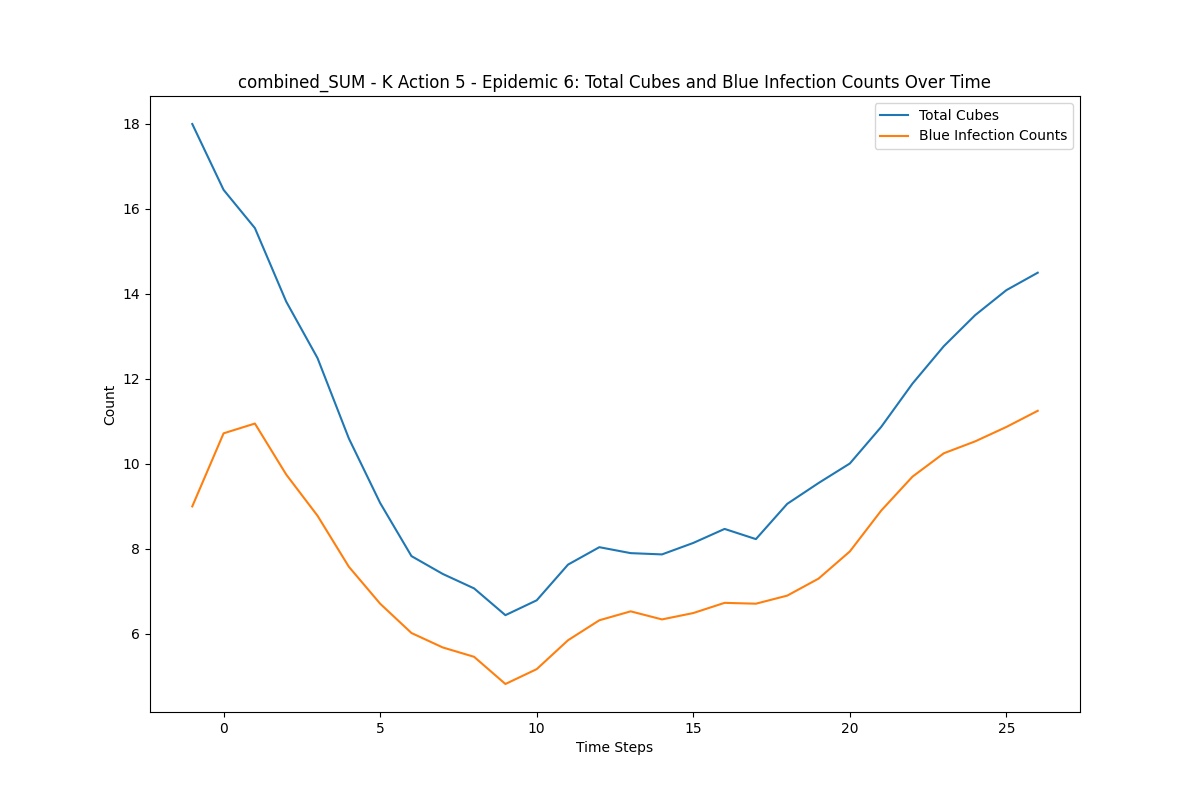 combined_SUM - K Action 5 - Epidemic 6: Total Cubes and Blue Infection Counts Over Time
Total Cubes
Blue Infection Counts
18
16
14
12
10
8
6
Count
0 5 10 15 20 25
Time Steps